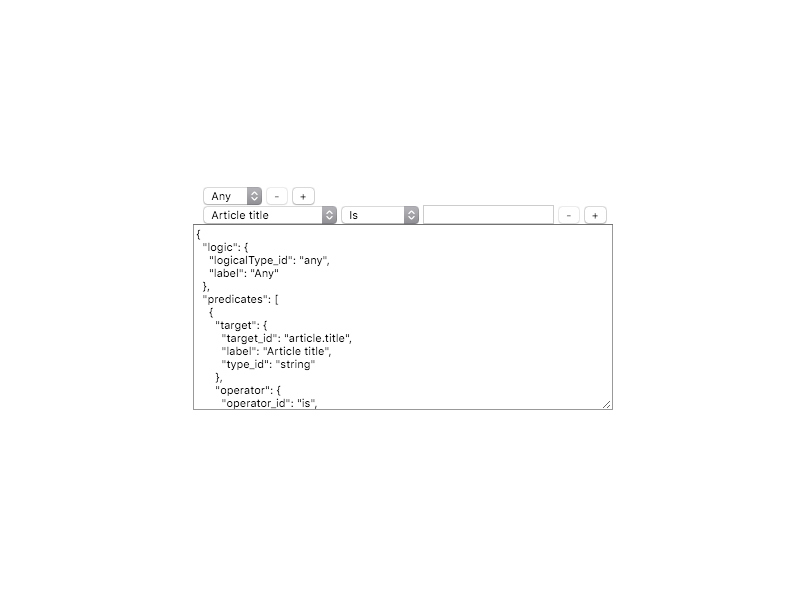 Any - +
Article title Is - +
{
"logic": {
"logicalType_id": "any",
"label": "Any"
},
"predicates": [
{
"target": {
"target_id": "article.title",
"label": "Article title",
"type_id": "string"
},
"operator": {
"operator_id": "is",